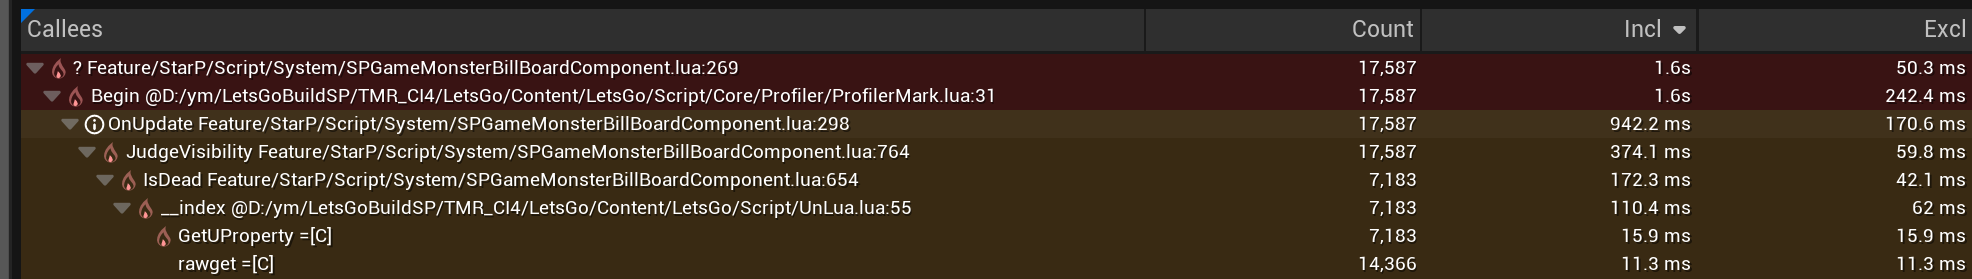 Callees Count Incl Excl
? Feature/StarP/Script/System/SPGameMonsterBillBoardComponent.lua:269 17,587 1.6s 50.3 ms
Begin @D:/ym/LetsGoBuildSP/TMR_CI4/LetsGo/Content/LetsGo/Script/Core/Profiler/ProfilerMark.lua:31 17,587 1.6s 242.4 ms
OnUpdate Feature/StarP/Script/System/SPGameMonsterBillBoardComponent.lua:298 17,587 942.2 ms 170.6 ms
JudgeVisibility Feature/StarP/Script/System/SPGameMonsterBillBoardComponent.lua:764 17,587 374.1 ms 59.8 ms
IsDead Feature/StarP/Script/System/SPGameMonsterBillBoardComponent.lua:654 7,183 172.3 ms 42.1 ms
__index @D:/ym/LetsGoBuildSP/TMR_CI4/LetsGo/Content/LetsGo/Script/UnLua.lua:55 7,183 110.4 ms 62 ms
GetUProperty =[C] 7,183 15.9 ms 15.9 ms
rawget =[C] 14,366 11.3 ms 11.3 ms